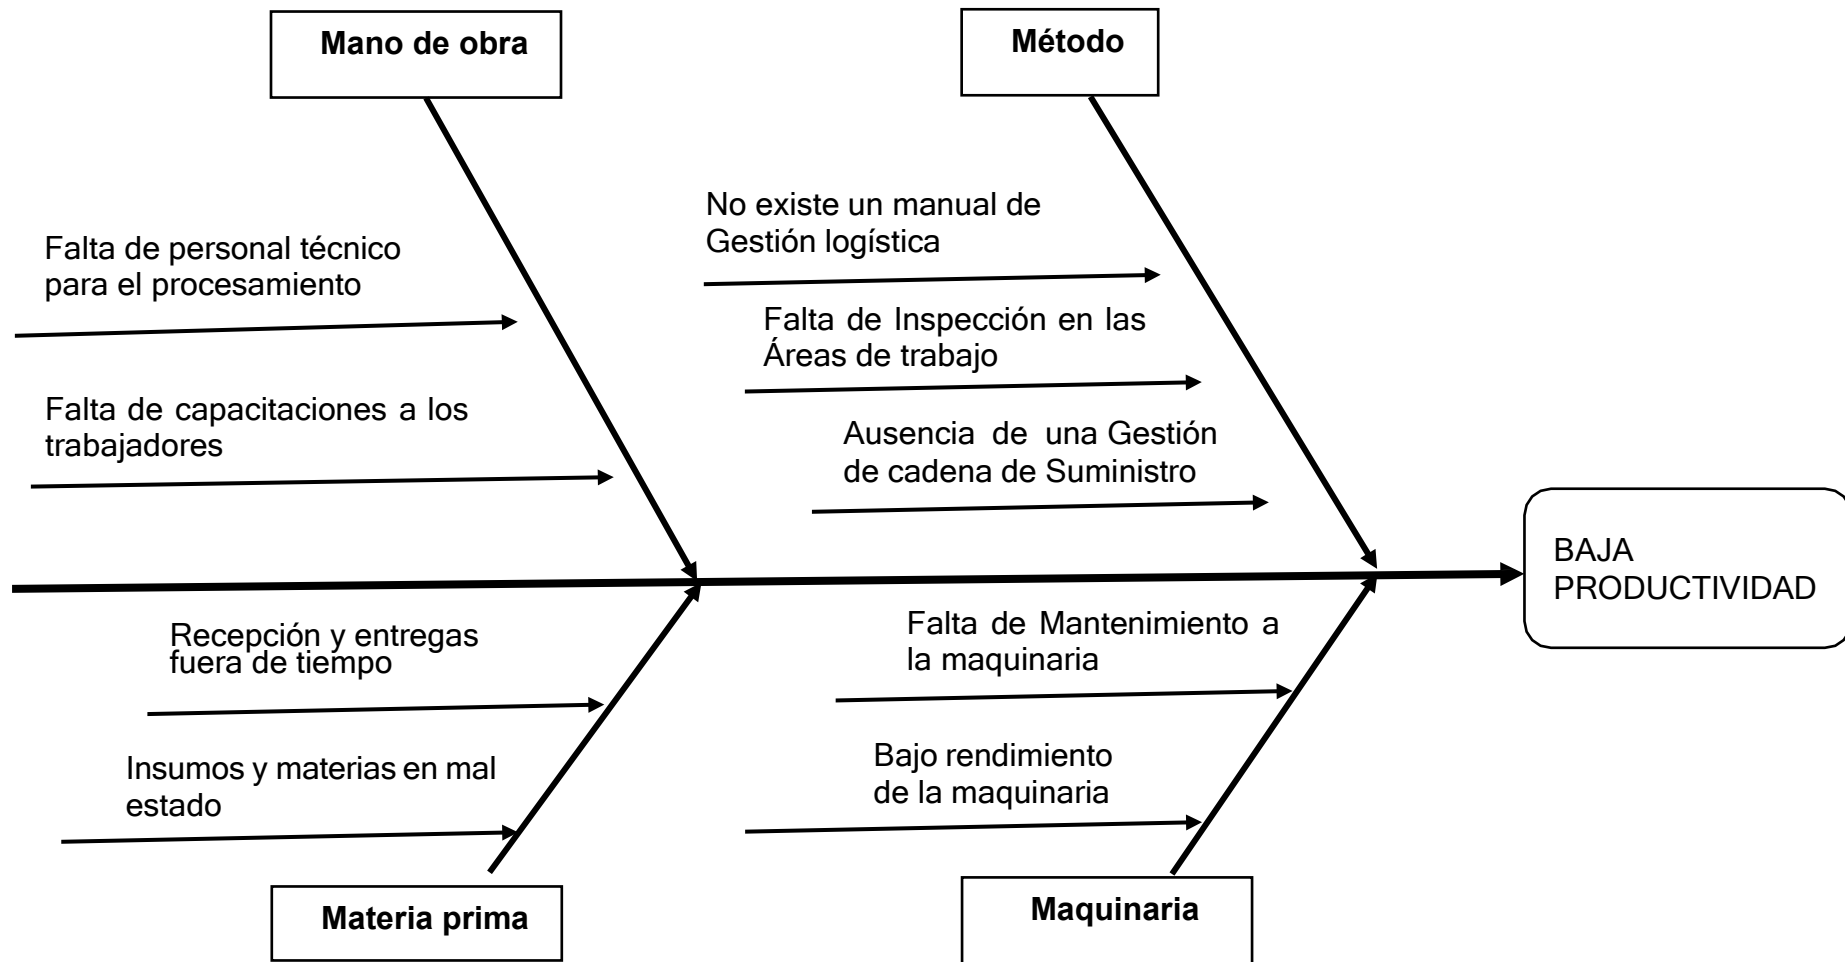 Mano de obra
Método
No existe un manual de
Gestión logística
Falta de personal técnico
para el procesamiento
Falta de Inspección en las
Áreas de trabajo
Falta de capacitaciones a los
trabajadores
Ausencia de una Gestión
de cadena de Suministro
BAJA
PRODUCTIVIDAD
Recepción y entregas
fuera de tiempo
Falta de Mantenimiento a
la maquinaria
Insumos y materias en mal
estado
Bajo rendimiento
de la maquinaria
Materia prima
Maquinaria